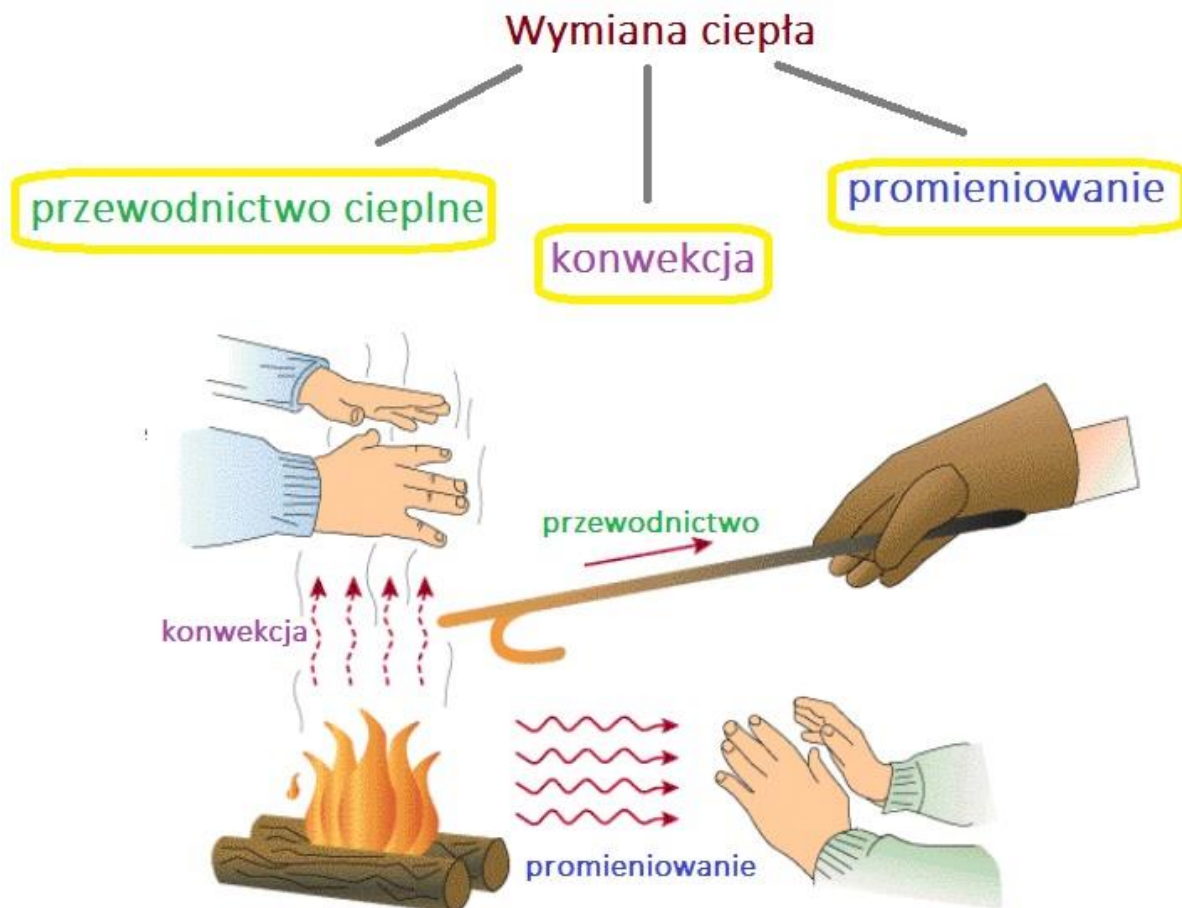 Wymiana ciepła
przewodnictwo cieplne
konwekcja
promieniowanie
przewodnictwo
konwekcja
promieniowanie